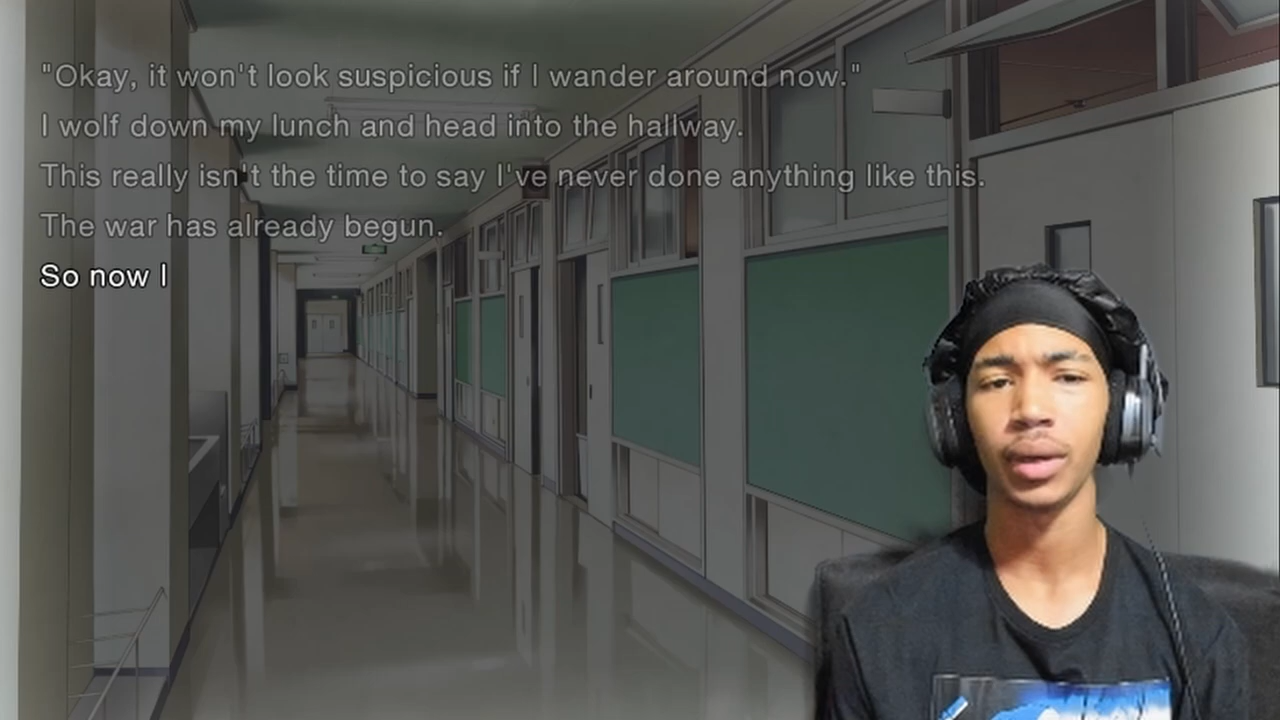 "Okay, it won't look suspicious if I wander around now."
I wolf down my lunch and head into the hallway.
This really isn't the time to say I've never done anything like this.
The war has already begun.
So now I